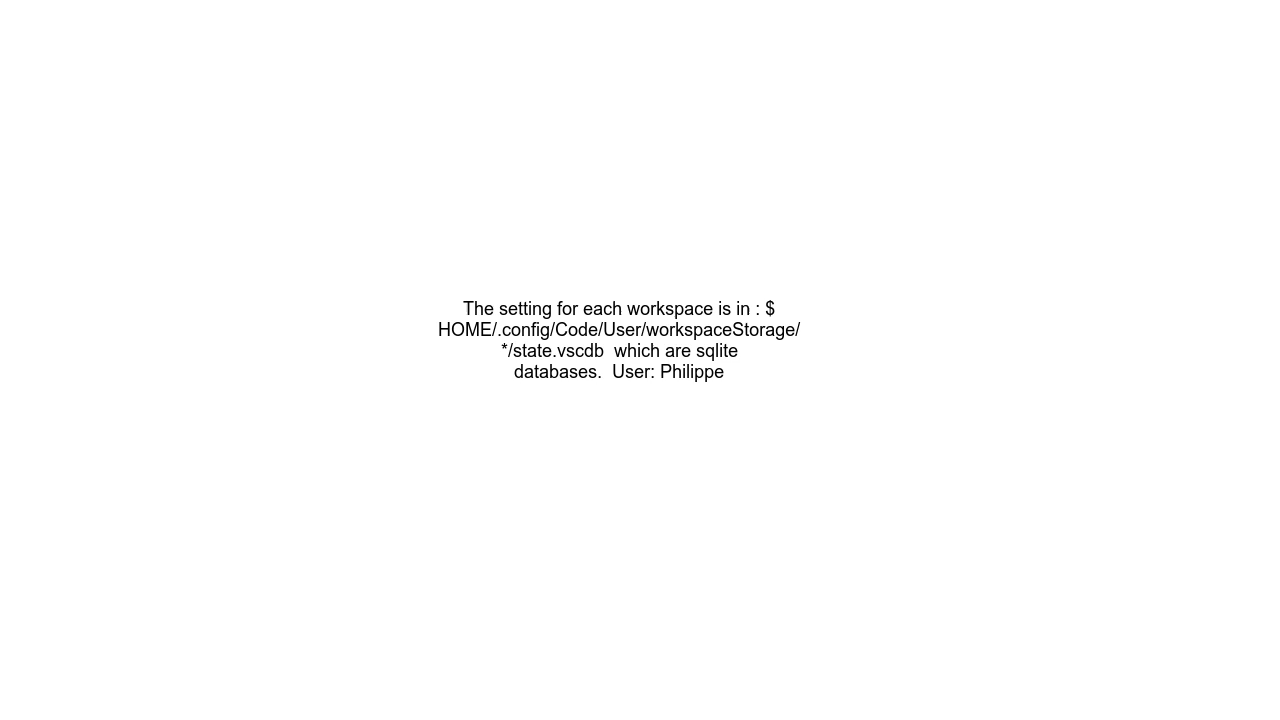 The setting for each workspace is in : $
HOME/.config/Code/User/workspaceStorage/
*/state.vscdb  which are sqlite
databases.  User: Philippe